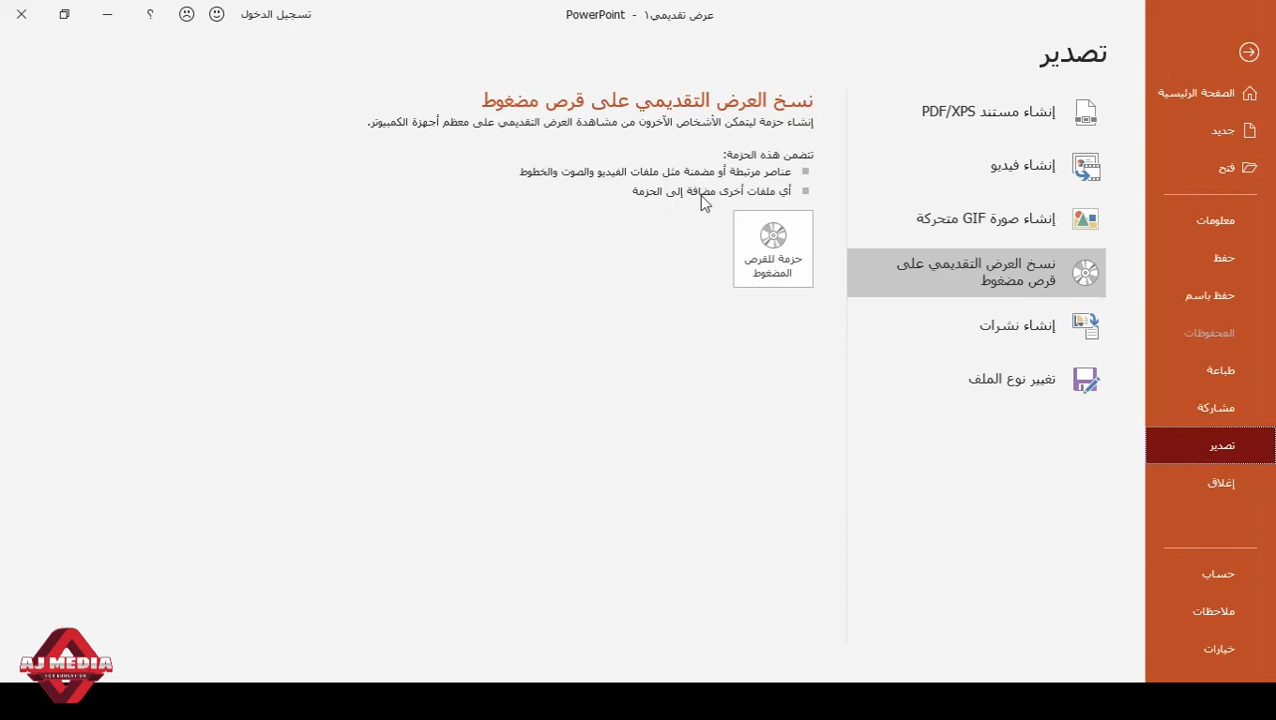 عرض تقديمي١ - PowerPoint
تسجيل الدخول
?
الصفحة الرئيسية
جديد
فتح
معلومات
حفظ
حفظ باسم
المحفوظات
طباعة
مشاركة
تصدير
إغلاق
حساب
ملاحظات
خيارات
تصدير
إنشاء مستند PDF/XPS
إنشاء فيديو
إنشاء صورة GIF متحركة
نسخ العرض التقديمي على
قرص مضغوط
إنشاء نشرات
تغيير نوع الملف
نسخ العرض التقديمي على قرص مضغوط
إنشاء حزمة ليتمكن الأشخاص الآخرون من مشاهدة العرض التقديمي على معظم أجهزة الكمبيوتر.
تتضمن هذه الحزمة:
عناصر مرتبطة أو مضمنة مثل ملفات الفيديو والصوت والخطوط
أي ملفات أخرى مضافة إلى الحزمة
حزمة للقرص
المضغوط
AJ MEDIA
FOR EDUCATION